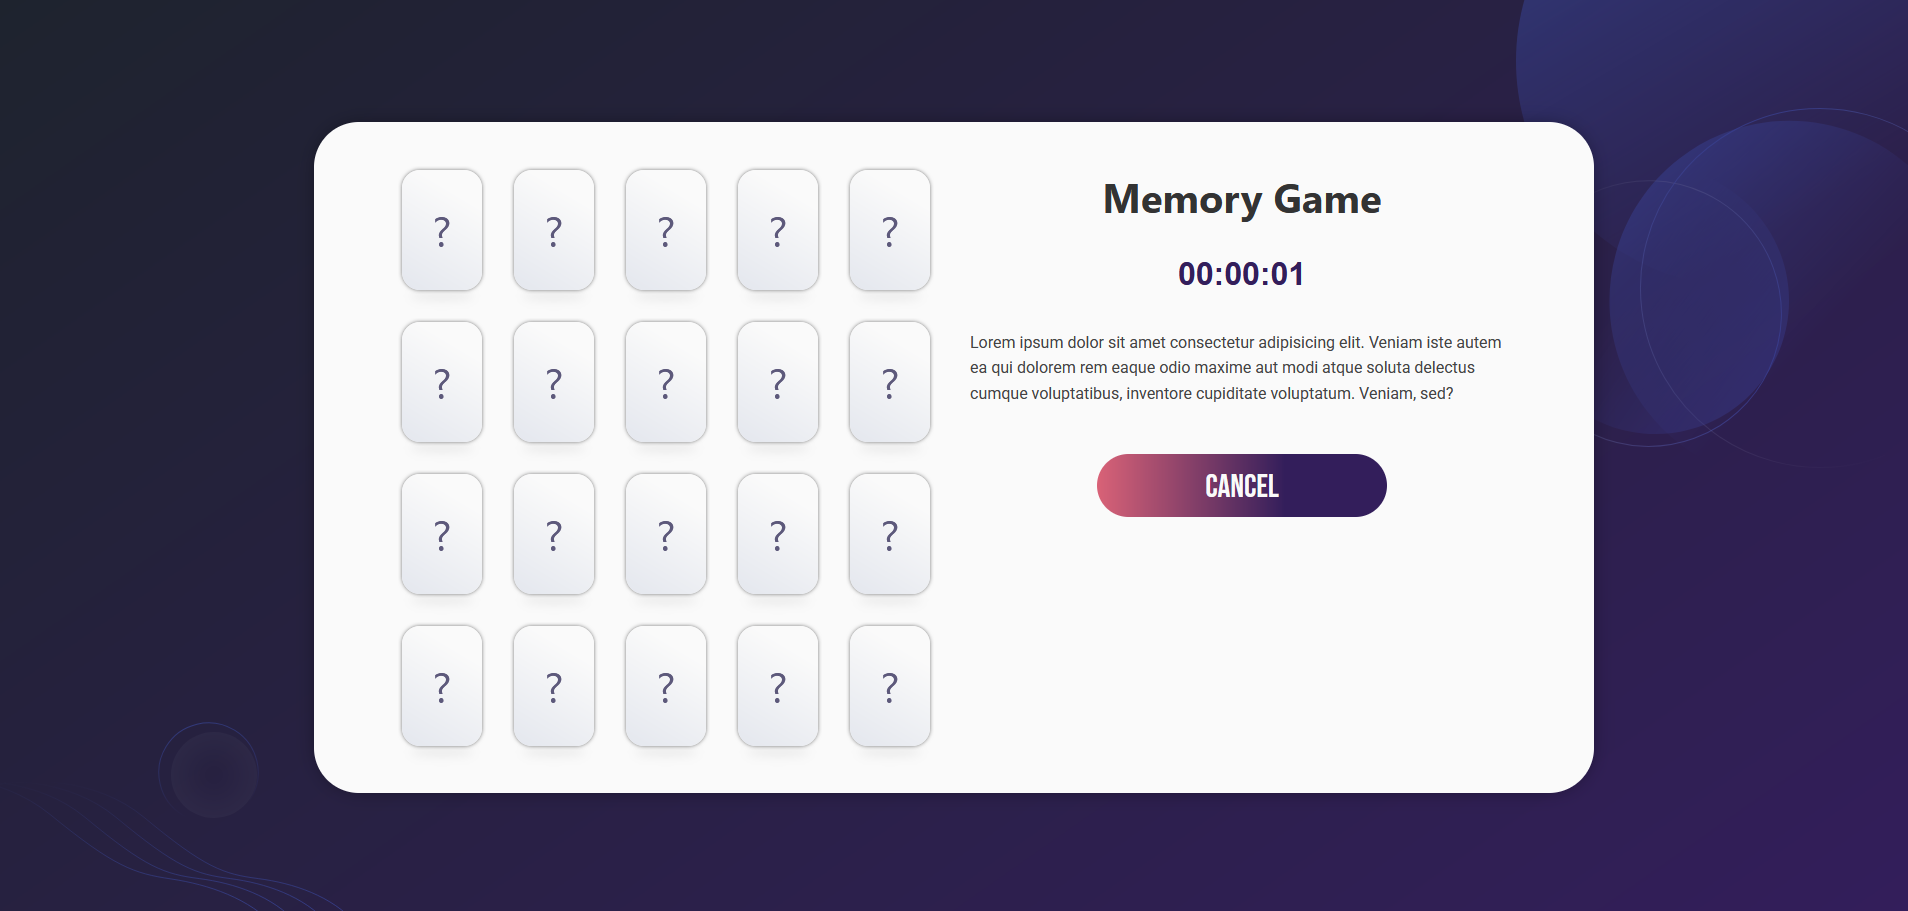 ? ? ? ? ?
? ? ? ? ?
? ? ? ? ?
? ? ? ? ?
Memory Game
00:00:01
Lorem ipsum dolor sit amet consectetur adipisicing elit. Veniam iste autem
ea qui dolorem rem eaque odio maxime aut modi atque soluta delectus
cumque voluptatibus, inventore cupiditate voluptatum. Veniam, sed?
CANCEL